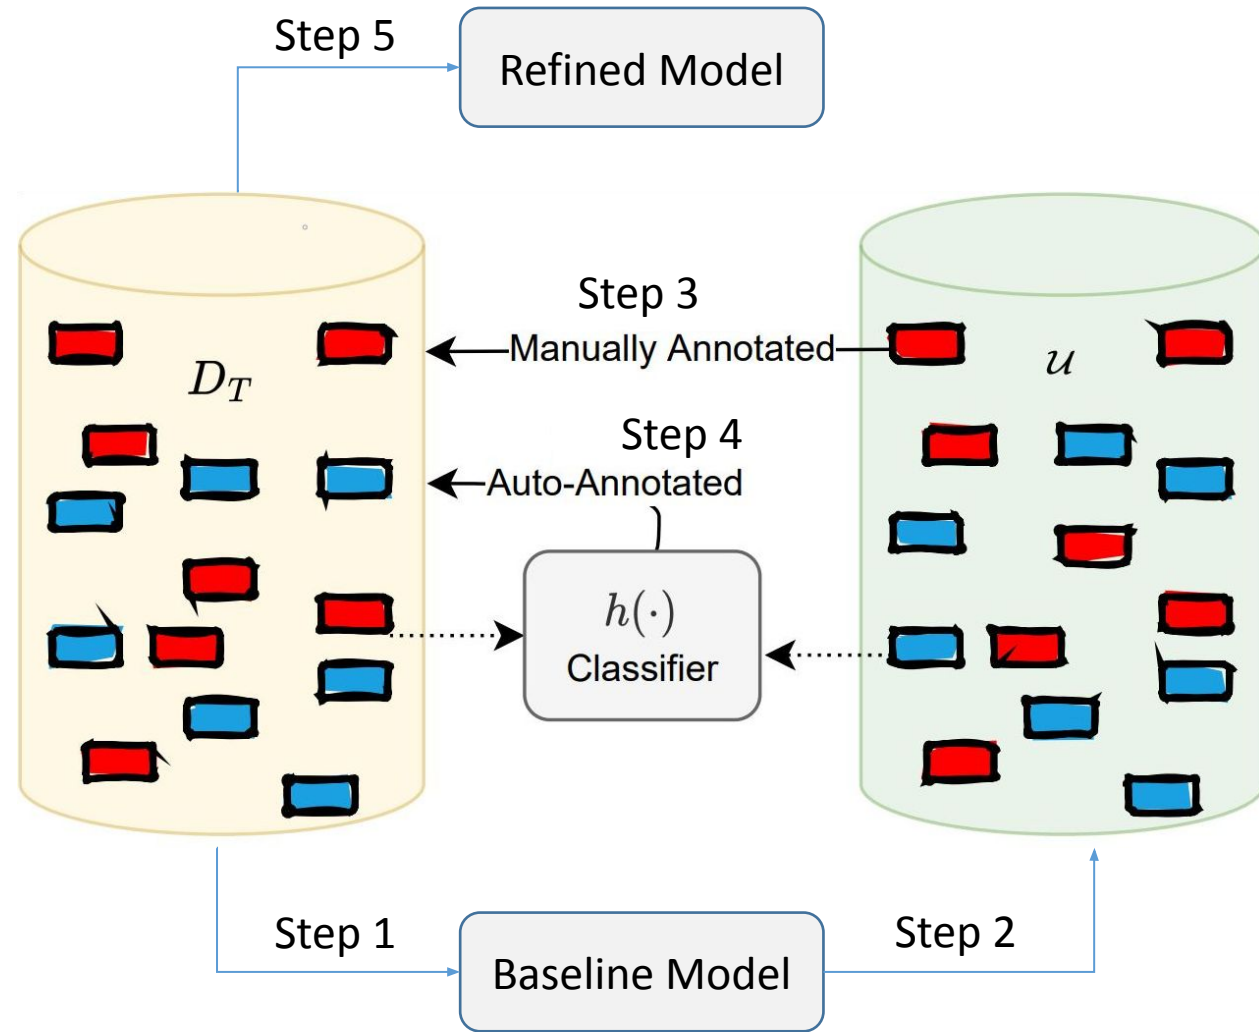 Step 5
Refined Model
Step 3
Manually Annotated
D_T
𝒰
Step 4
Auto-Annotated
h(·)
Classifier
Step 1
Step 2
Baseline Model